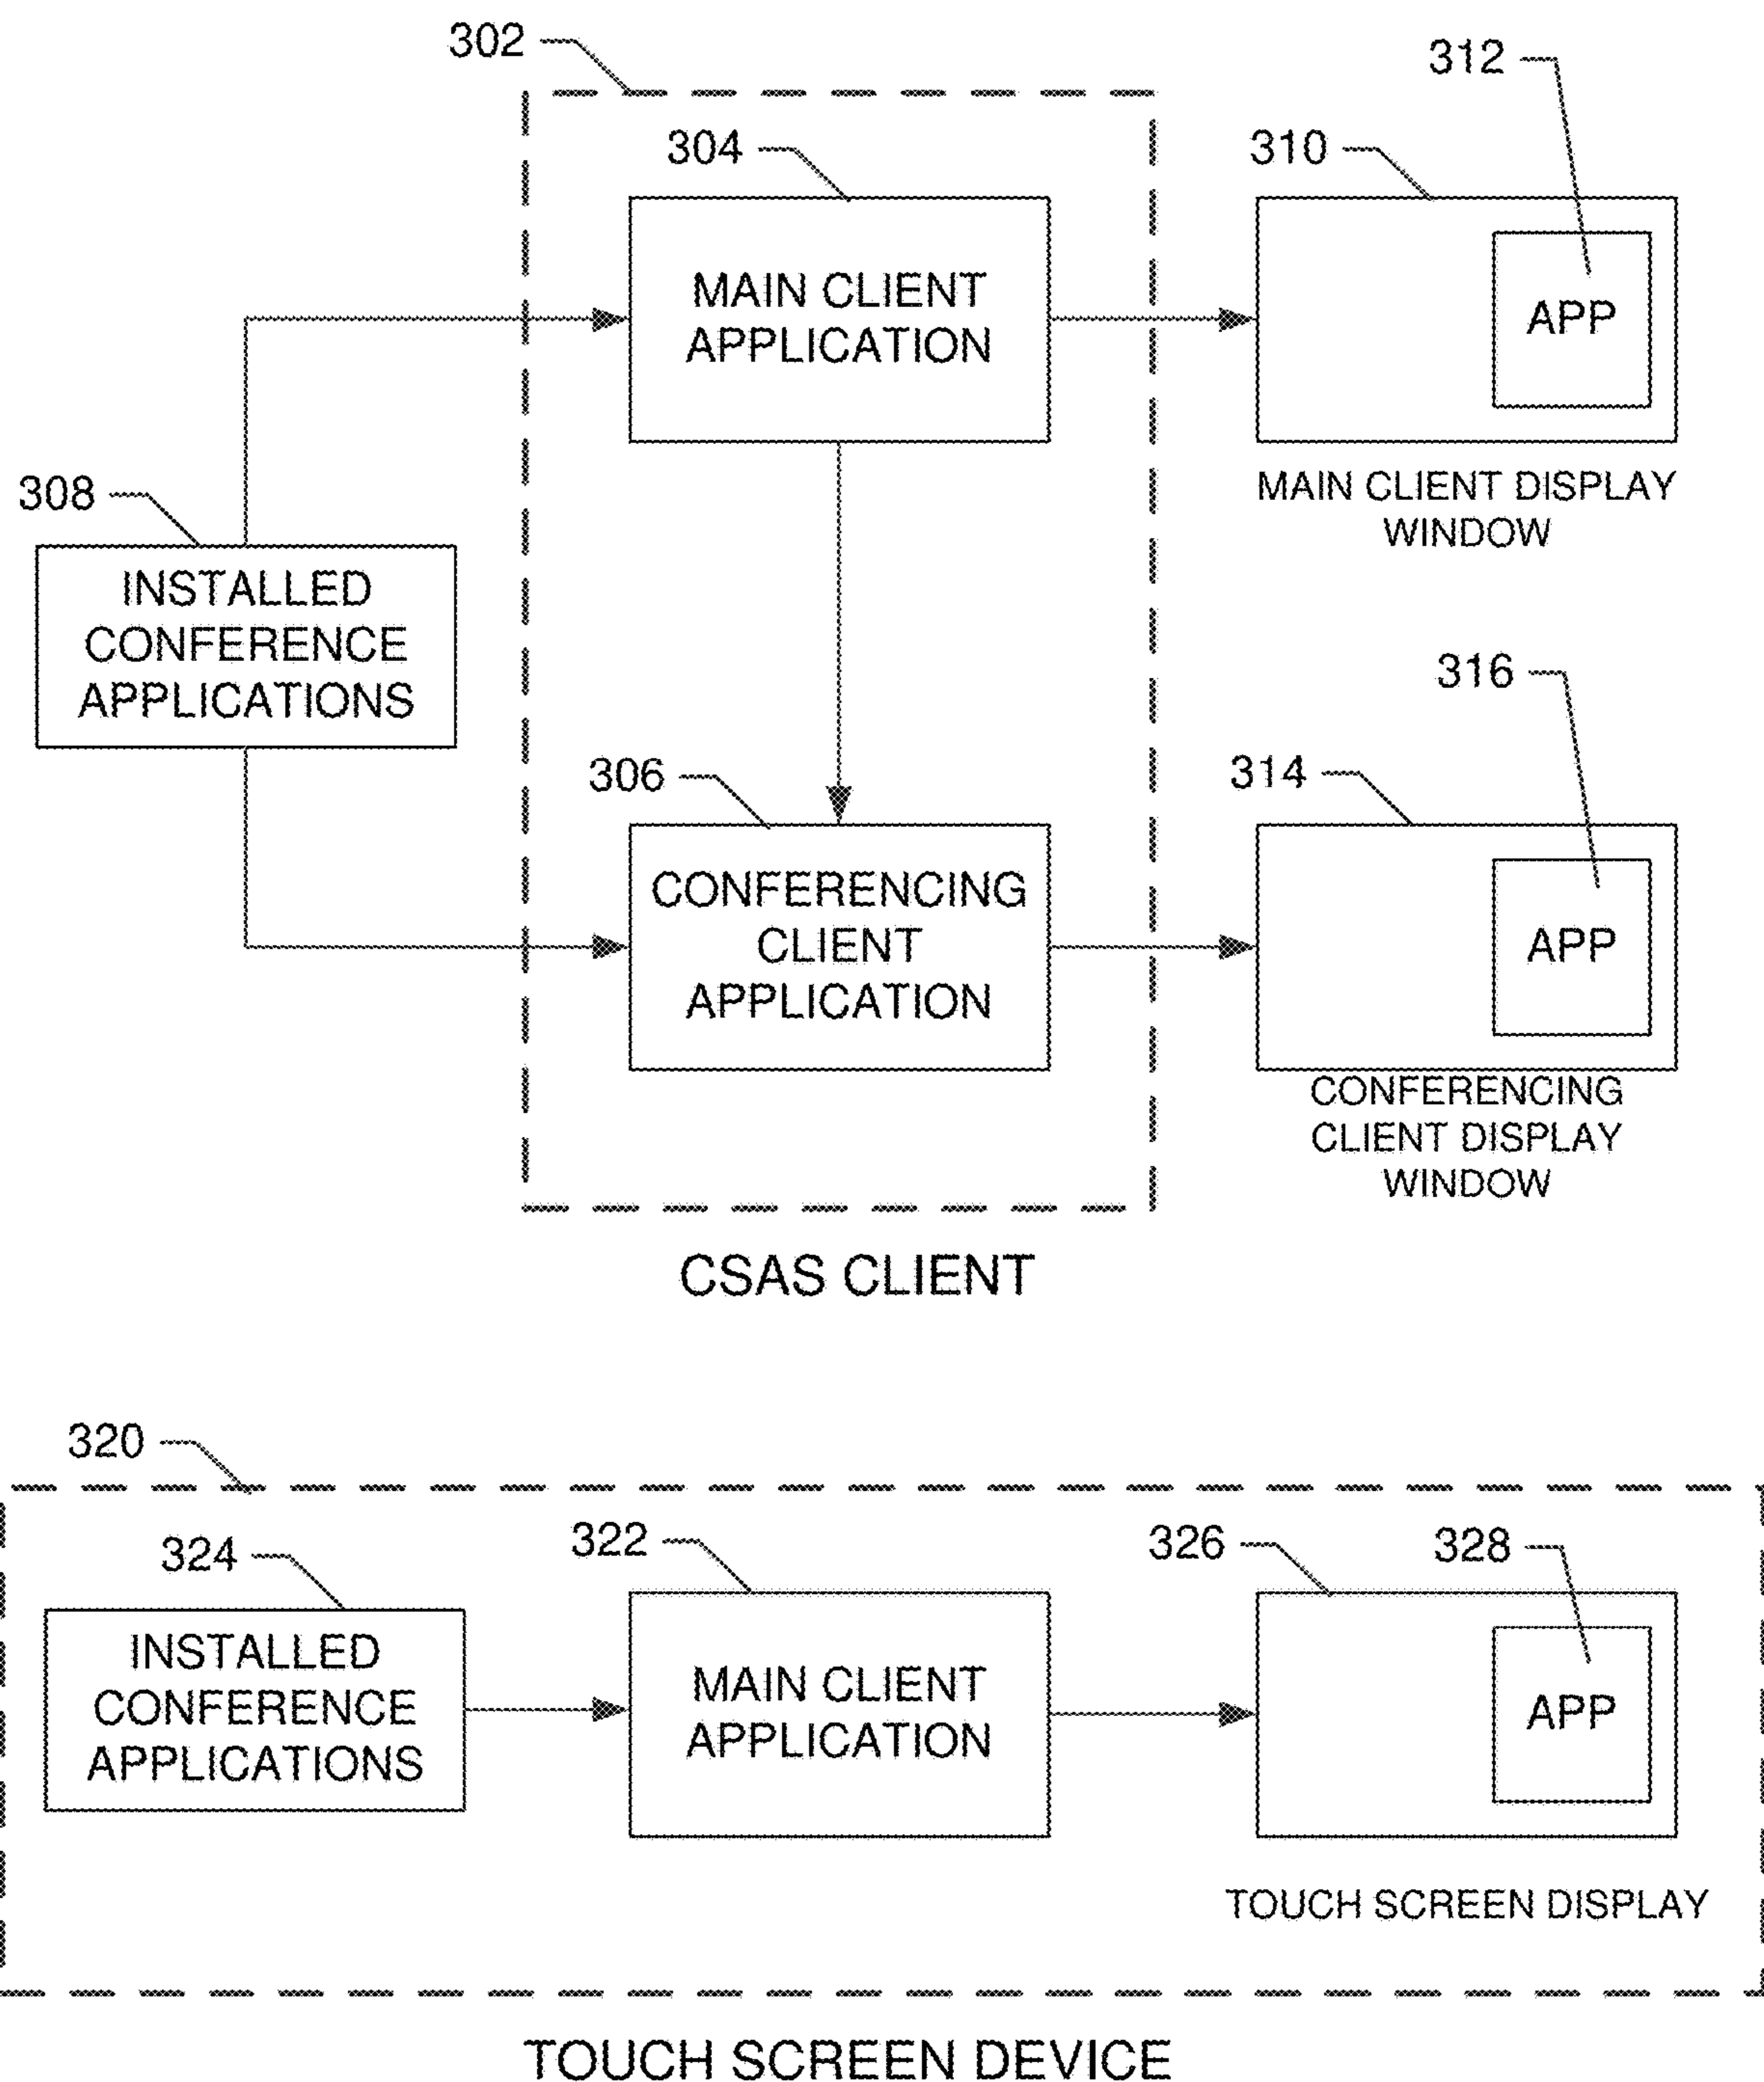 302
312
304
310
MAIN CLIENT
APPLICATION
APP
308
MAIN CLIENT DISPLAY
WINDOW
INSTALLED
CONFERENCE
APPLICATIONS
316
306
314
CONFERENCING
CLIENT
APPLICATION
APP
CONFERENCING
CLIENT DISPLAY
WINDOW
CSAS CLIENT
320
324
322
326
328
INSTALLED
CONFERENCE
APPLICATIONS
MAIN CLIENT
APPLICATION
APP
TOUCH SCREEN DISPLAY
TOUCH SCREEN DEVICE